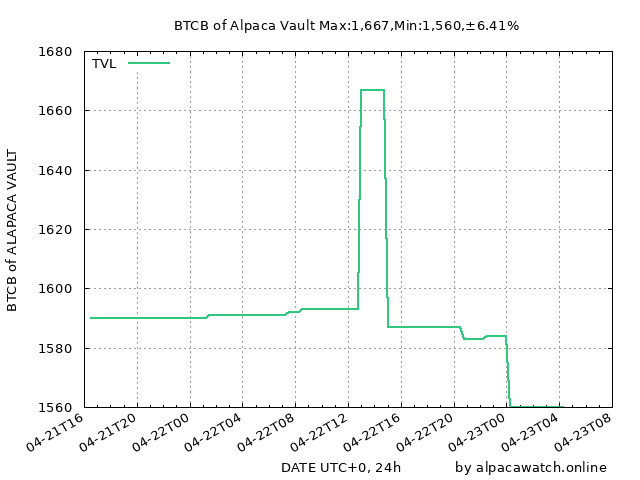 BTCB of Alpaca Vault Max:1,667,Min:1,560,±6.41%
TVL
BTCB of ALAPACA VAULT
1680
1660
1640
1620
1600
1580
1560
04-21T16
04-21T20
04-22T00
04-22T04
04-22T08
04-22T12
04-22T16
04-22T20
04-23T00
04-23T04
04-23T08
DATE UTC+0, 24h
by alpacawatch.online